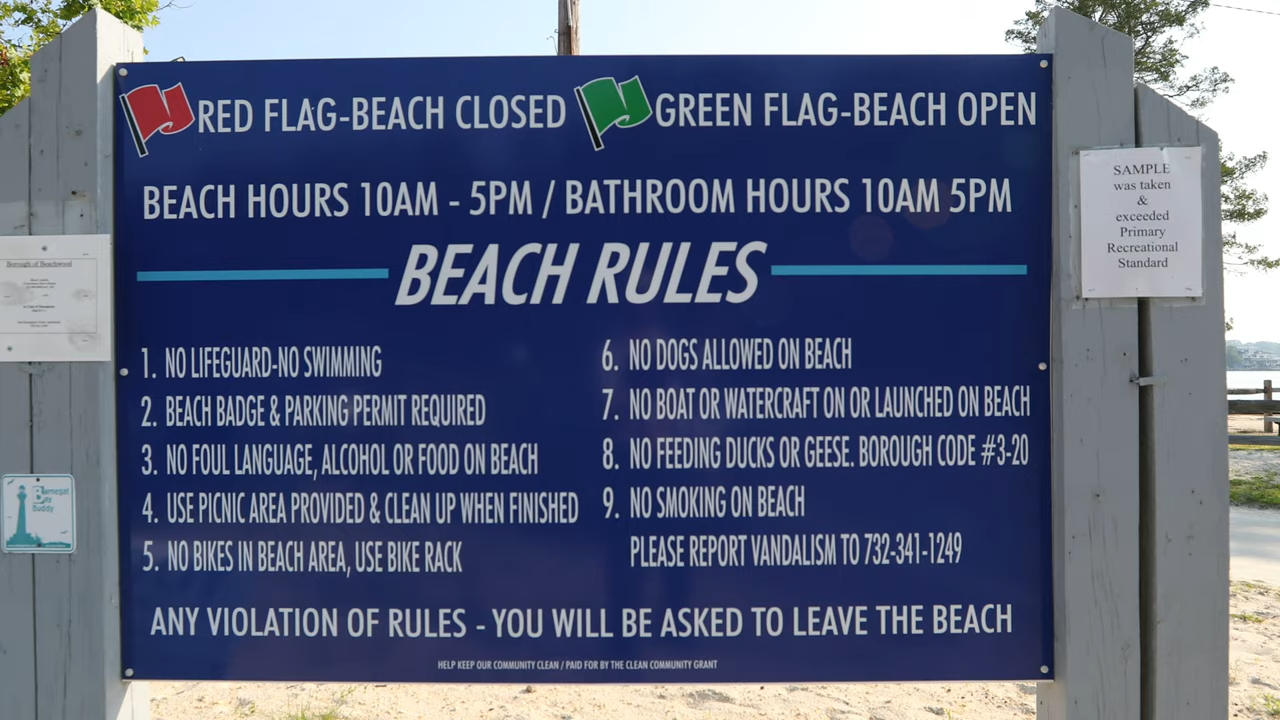 RED FLAG-BEACH CLOSED
GREEN FLAG-BEACH OPEN
BEACH HOURS 10AM - 5PM / BATHROOM HOURS 10AM 5PM
BEACH RULES
1. NO LIFEGUARD-NO SWIMMING
2. BEACH BADGE & PARKING PERMIT REQUIRED
3. NO FOUL LANGUAGE, ALCOHOL OR FOOD ON BEACH
4. USE PICNIC AREA PROVIDED & CLEAN UP WHEN FINISHED
5. NO BIKES IN BEACH AREA, USE BIKE RACK
6. NO DOGS ALLOWED ON BEACH
7. NO BOAT OR WATERCRAFT ON OR LAUNCHED ON BEACH
8. NO FEEDING DUCKS OR GEESE. BOROUGH CODE #3-20
9. NO SMOKING ON BEACH
PLEASE REPORT VANDALISM TO 732-341-1249
ANY VIOLATION OF RULES - YOU WILL BE ASKED TO LEAVE THE BEACH
HELP KEEP OUR COMMUNITY CLEAN / PAID FOR BY THE CLEAN COMMUNITY GRANT
SAMPLE
was taken
&
exceeded
Primary
Recreational
Standard
Borough of Beachwood
Barnegat
Bay
Buddy